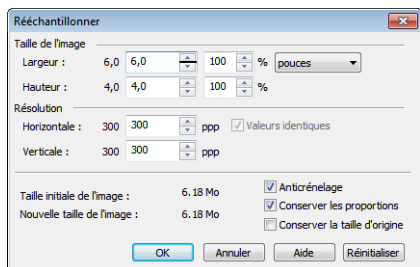 Rééchantillonner
Taille de l'image
Largeur : 6,0 6,0 100 % pouces
Hauteur : 4,0 4,0 100 %
Résolution
Horizontale : 300 300 ppp Valeurs identiques
Verticale : 300 300 ppp
Taille initiale de l'image : 6.18 Mo Anticrénelage
Nouvelle taille de l'image : 6.18 Mo Conserver les proportions
Conserver la taille d'origine
OK Annuler Aide Réinitialiser